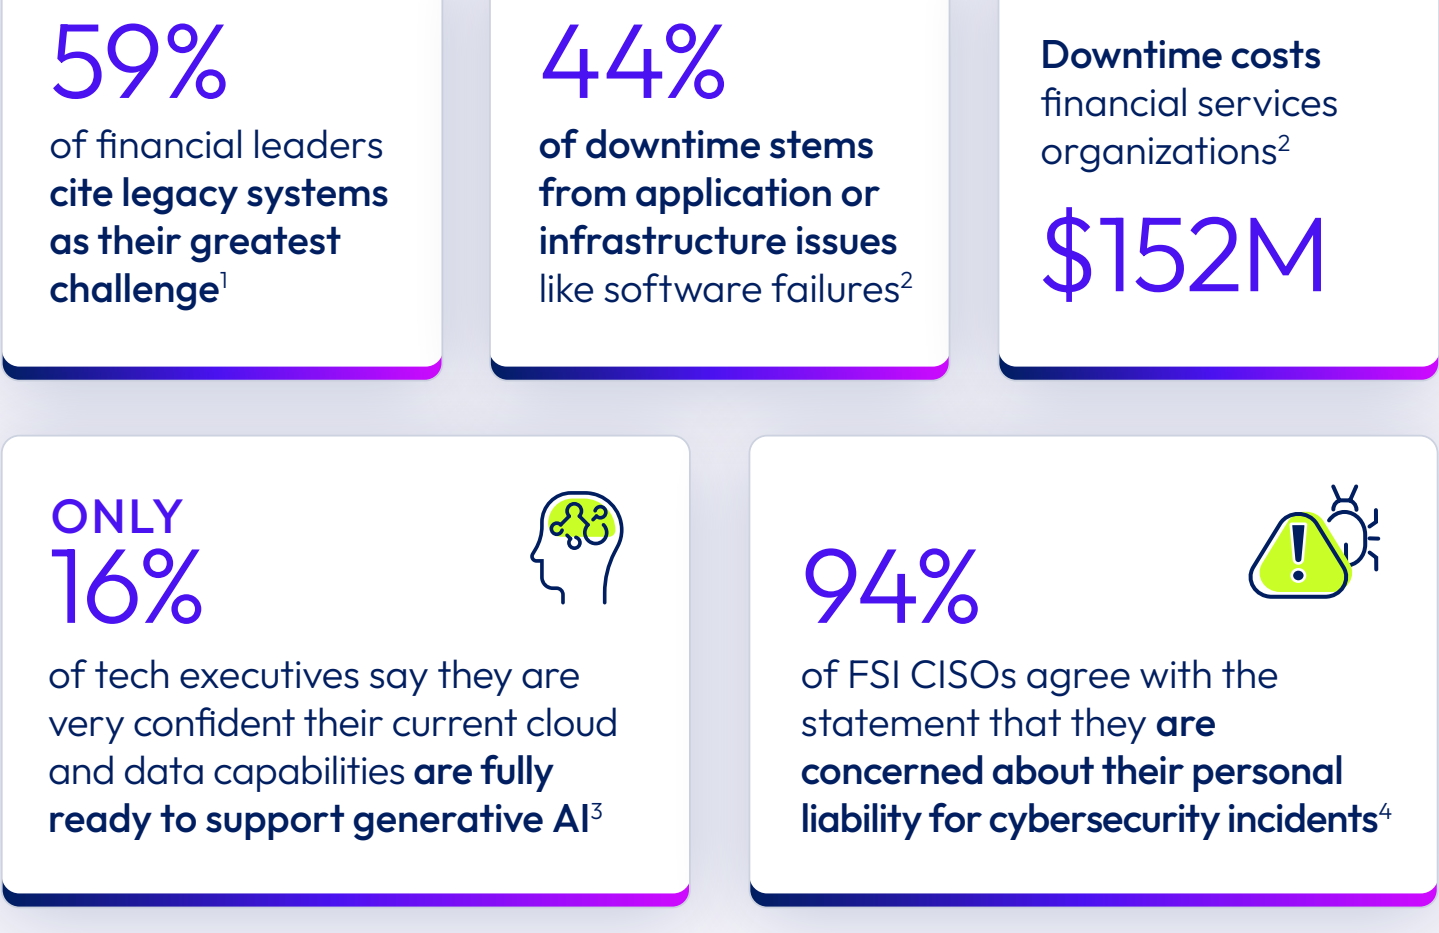 59%
of financial leaders
cite legacy systems
as their greatest
challenge¹
44%
of downtime stems
from application or
infrastructure issues
like software failures²
Downtime costs
financial services
organizations²
$152M
ONLY
16%
of tech executives say they are
very confident their current cloud
and data capabilities are fully
ready to support generative AI³
94%
of FSI CISOs agree with the
statement that they are
concerned about their personal
liability for cybersecurity incidents⁴